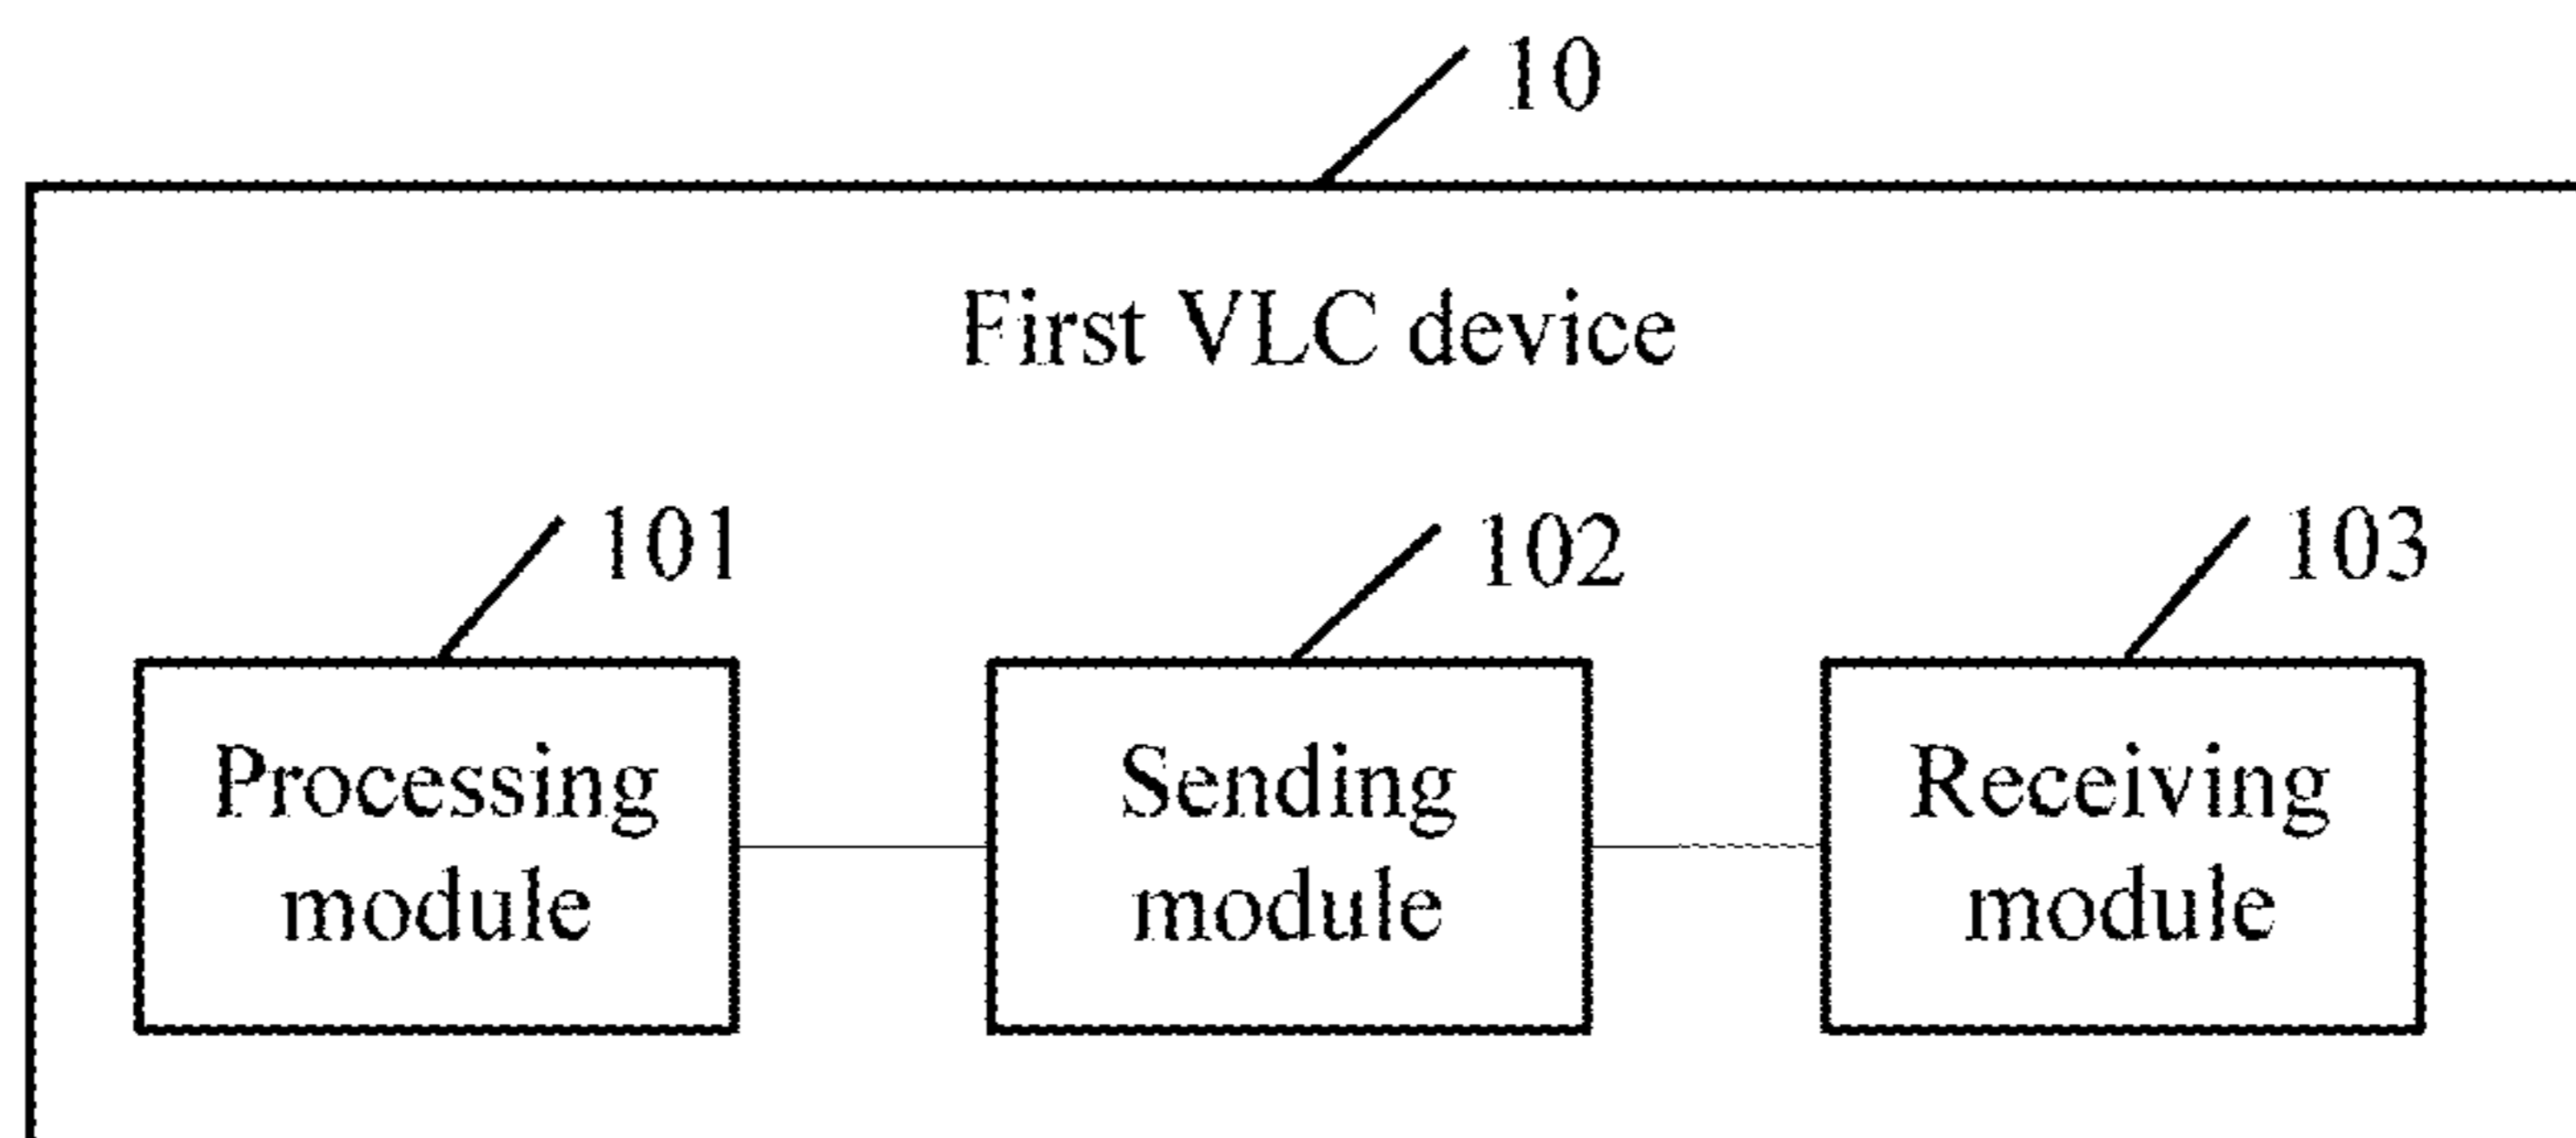 10
First VLC device
101
102
103
Processing
module
Sending
module
Receiving
module